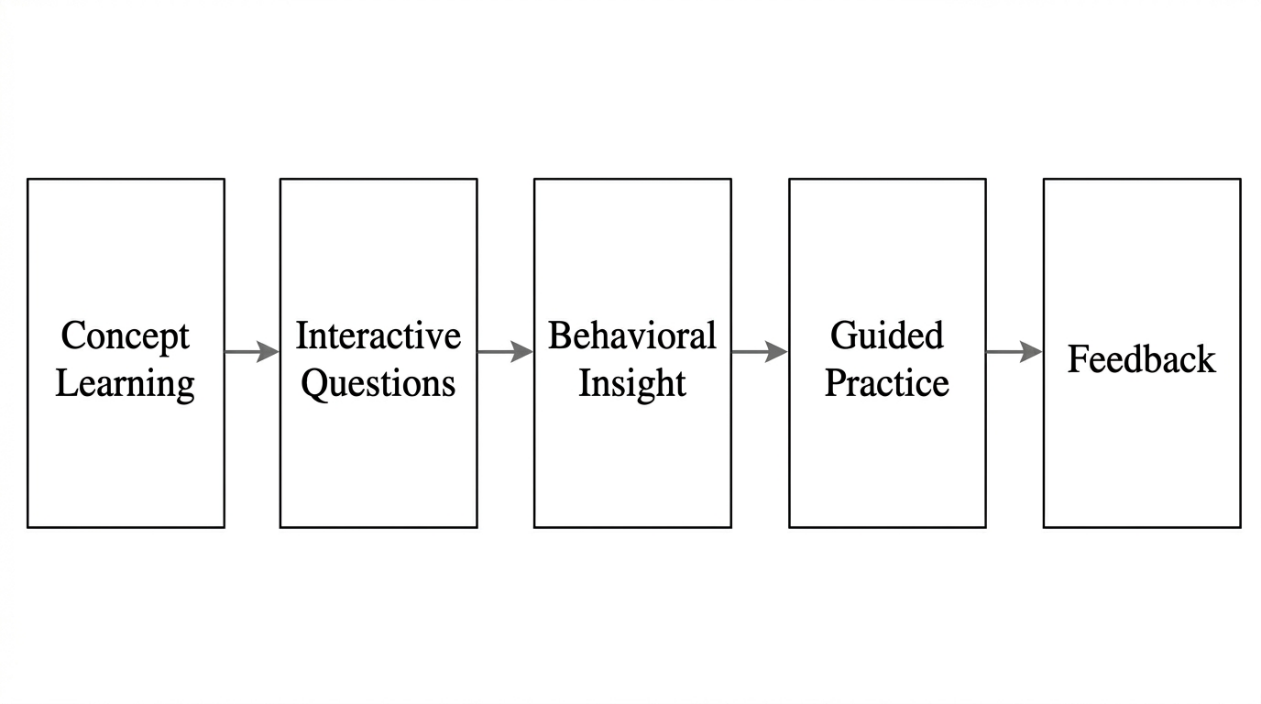 Concept
Learning
Interactive
Questions
Behavioral
Insight
Guided
Practice
Feedback